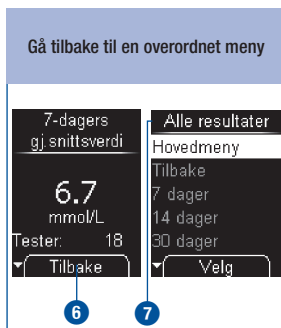 Gå tilbake til en overordnet meny
7-dagers
gj.snittsverdi
6.7
mmol/L
Tester: 18
Tilbake
6
Alle resultater
Hovedmeny
Tilbake
7 dager
14 dager
30 dager
Velg
7